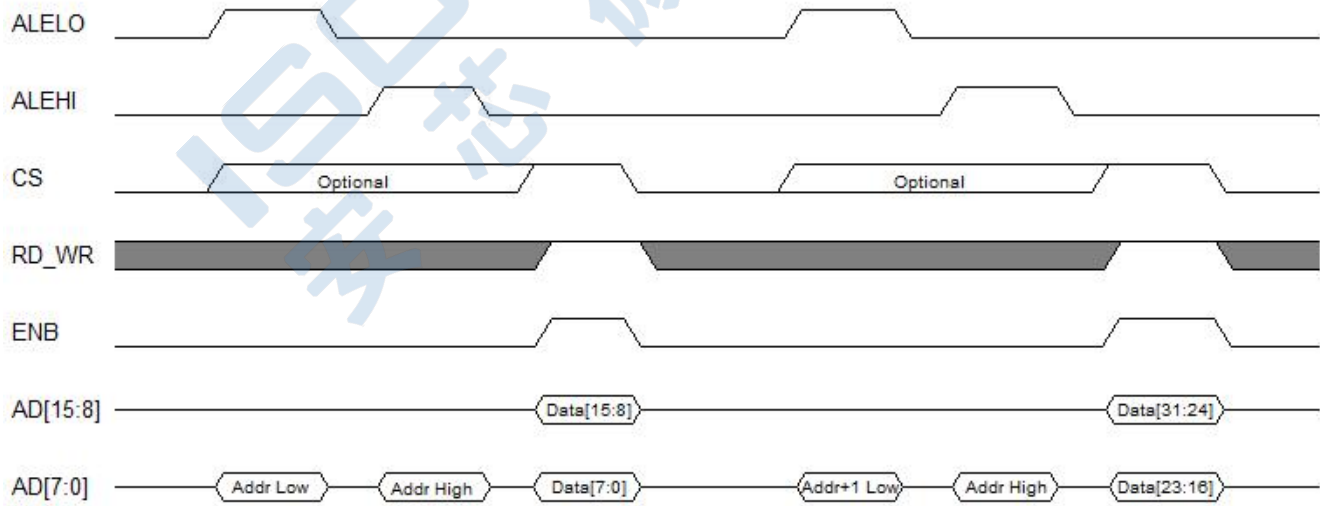 ALELO
ALEHI
CS Optional Optional
RD_WR
ENB
AD[15:8] Data[15:8] Data[31:24]
AD[7:0] Addr Low Addr High Data[7:0] Addr+1 Low Addr High Data[23:16]